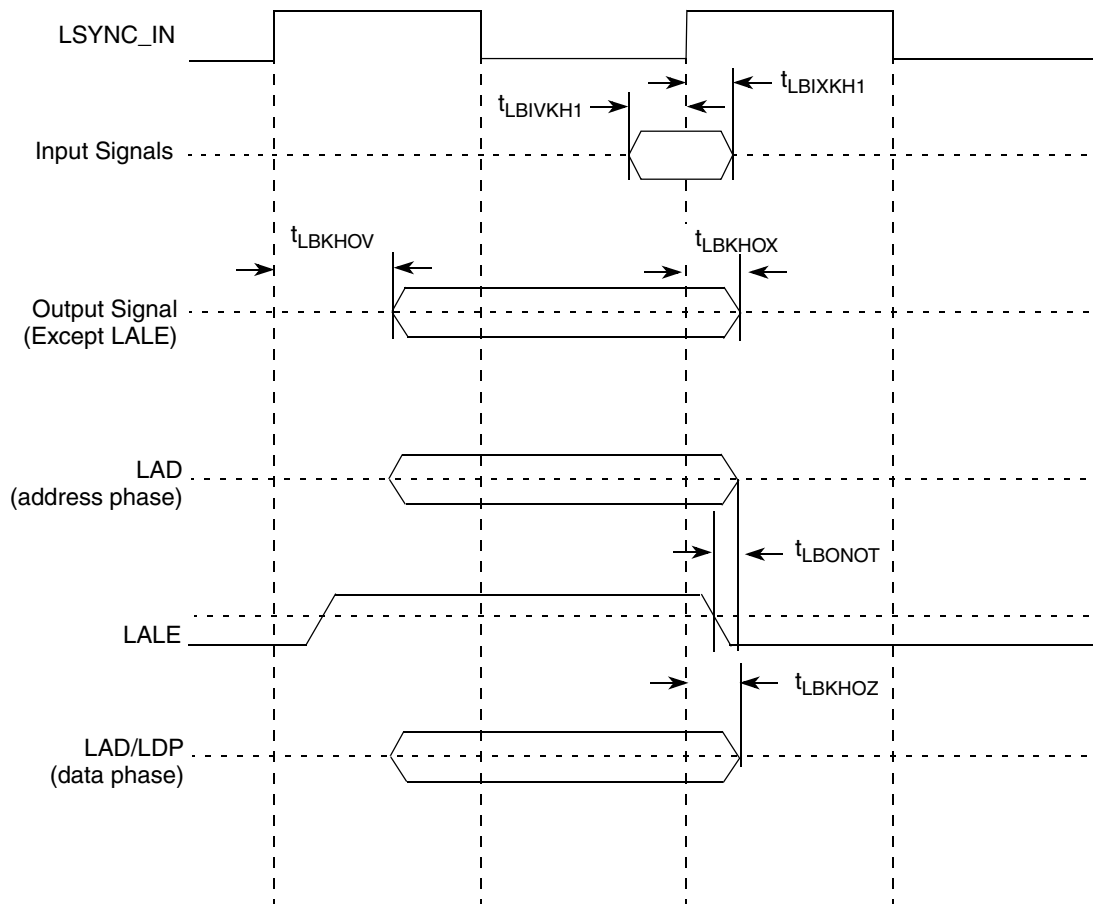 LSYNC_IN
tLBIXKH1
tLBIVKH1
Input Signals
tLBKHOV
tLBKHOX
Output Signal
(Except LALE)
LAD
(address phase)
tLBONOT
LALE
tLBKHOZ
LAD/LDP
(data phase)